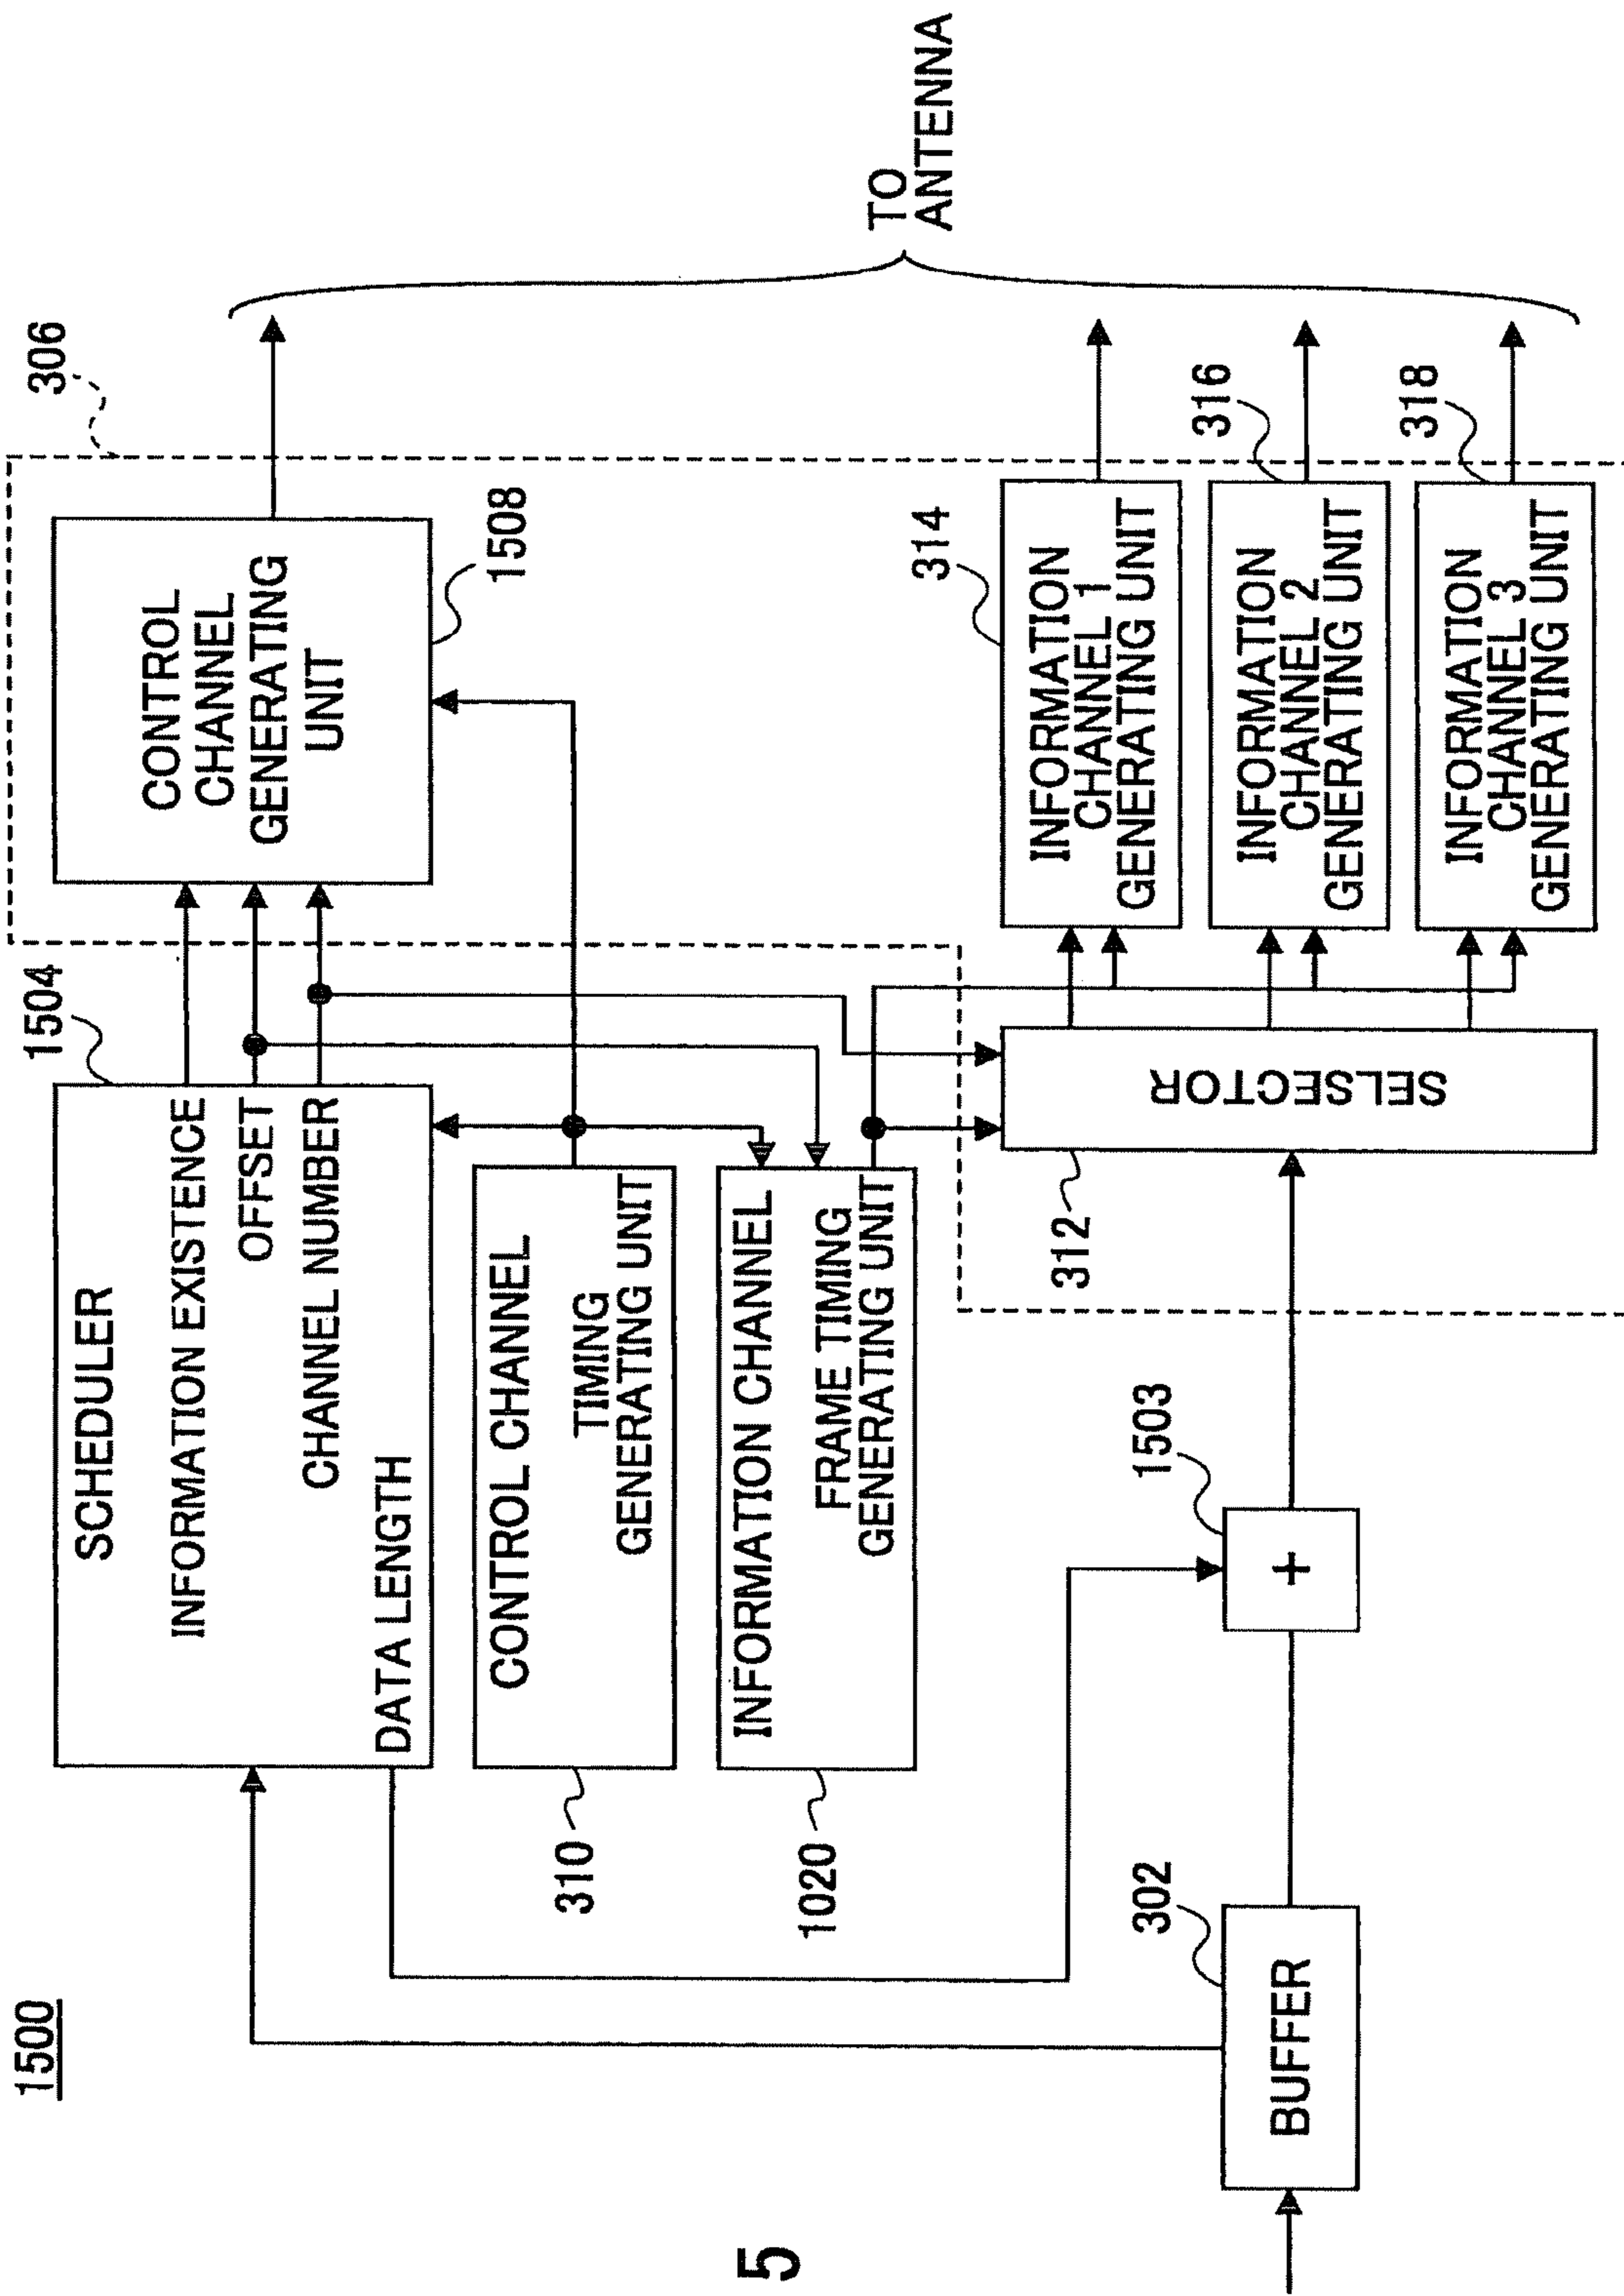 1500
5
306
1504
SCHEDULER
INFORMATION EXISTENCE
OFFSET
CHANNEL NUMBER
DATA LENGTH
CONTROL
CHANNEL
GENERATING
UNIT
1508
CONTROL CHANNEL
TIMING
GENERATING UNIT
310
INFORMATION CHANNEL
FRAME TIMING
GENERATING UNIT
1020
BUFFER
302
+
1503
SELSECTOR
312
INFORMATION
CHANNEL 1
GENERATING UNIT
314
INFORMATION
CHANNEL 2
GENERATING UNIT
316
INFORMATION
CHANNEL 3
GENERATING UNIT
318
TO
ANTENNA